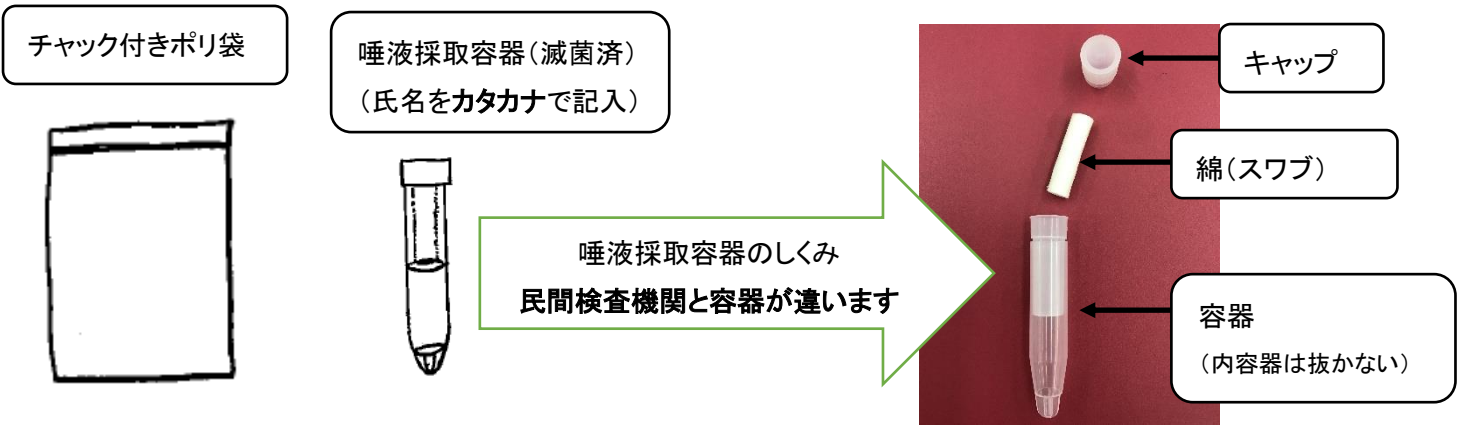 チャック付きポリ袋
唾液採取容器(滅菌済)
(氏名をカタカナで記入)
唾液採取容器のしくみ
民間検査機関と容器が違います
キャップ
綿(スワブ)
容器
(内容器は抜かない)